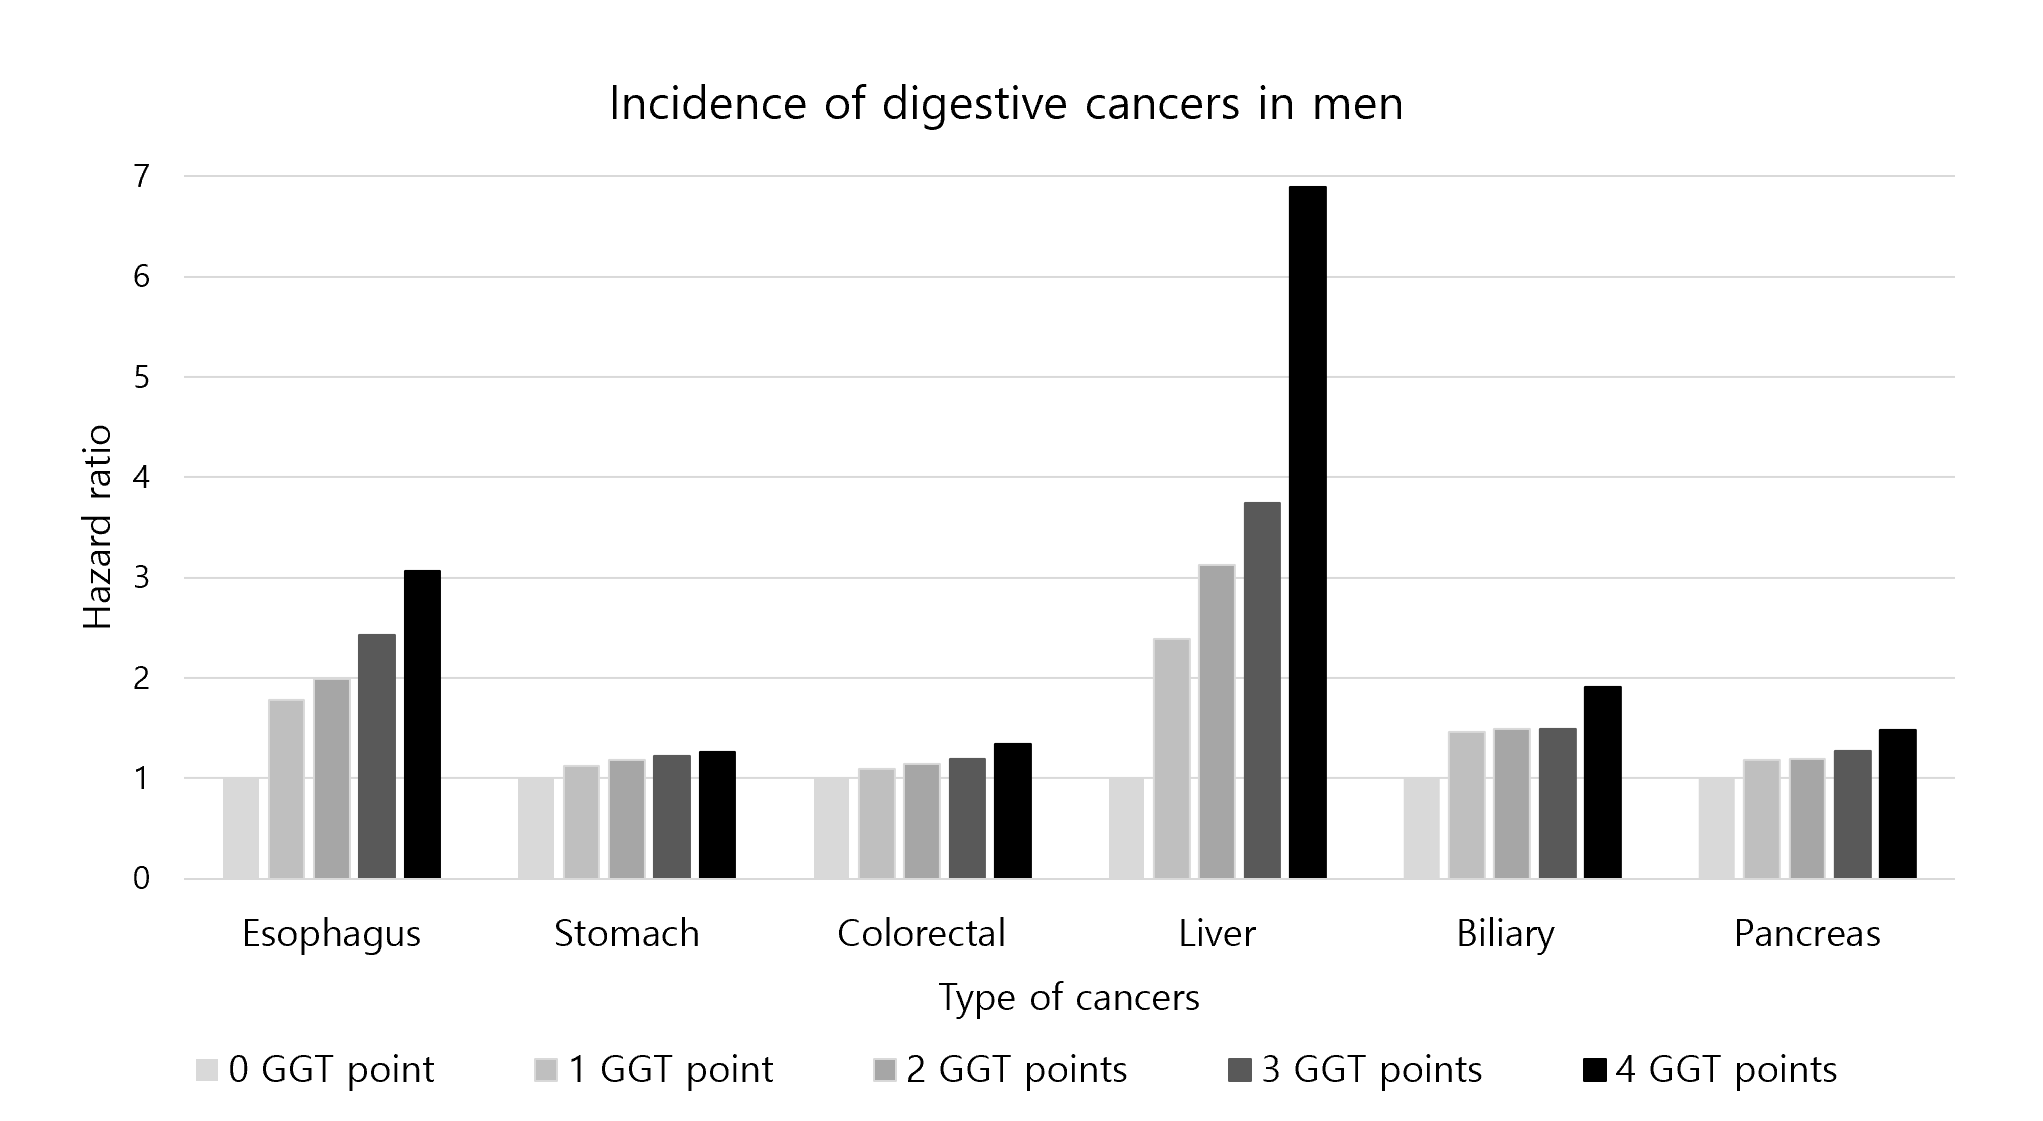 Incidence of digestive cancers in men
7
6
5
4
3
2
1
0
Hazard ratio
Esophagus Stomach Colorectal Liver Biliary Pancreas
Type of cancers
0 GGT point 1 GGT point 2 GGT points 3 GGT points 4 GGT points